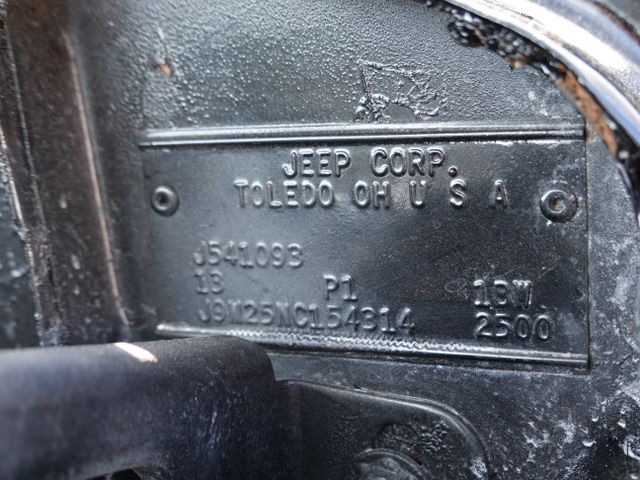 JEEP CORP.
TOLEDO OH U S A
J541093
13 P1 1BW
J9M25NC154314 2500